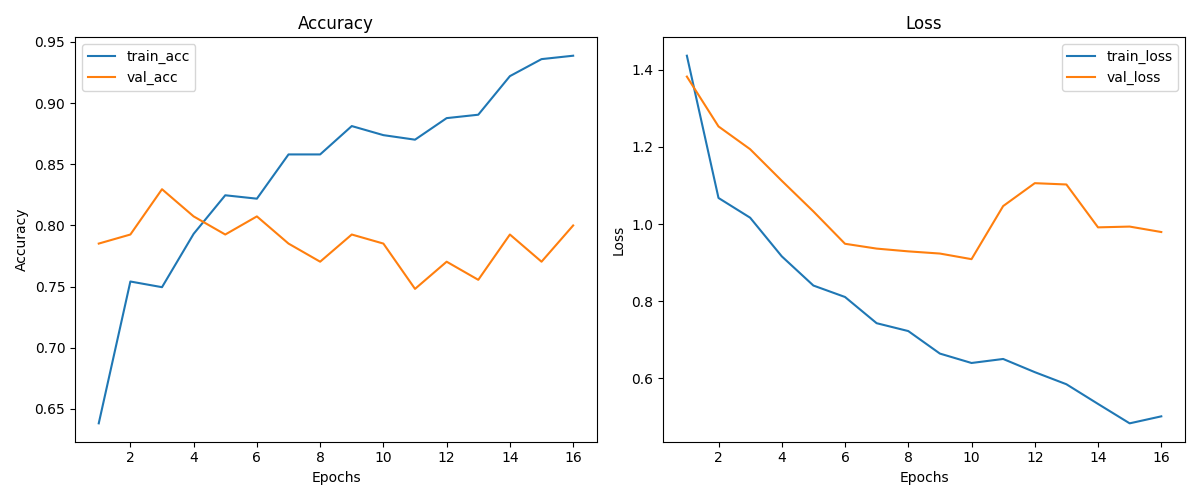 Accuracy
train_acc
val_acc
0.95
0.90
0.85
0.80
0.75
0.70
0.65
Accuracy
2 4 6 8 10 12 14 16
Epochs
Loss
train_loss
val_loss
1.4
1.2
1.0
0.8
0.6
Loss
2 4 6 8 10 12 14 16
Epochs